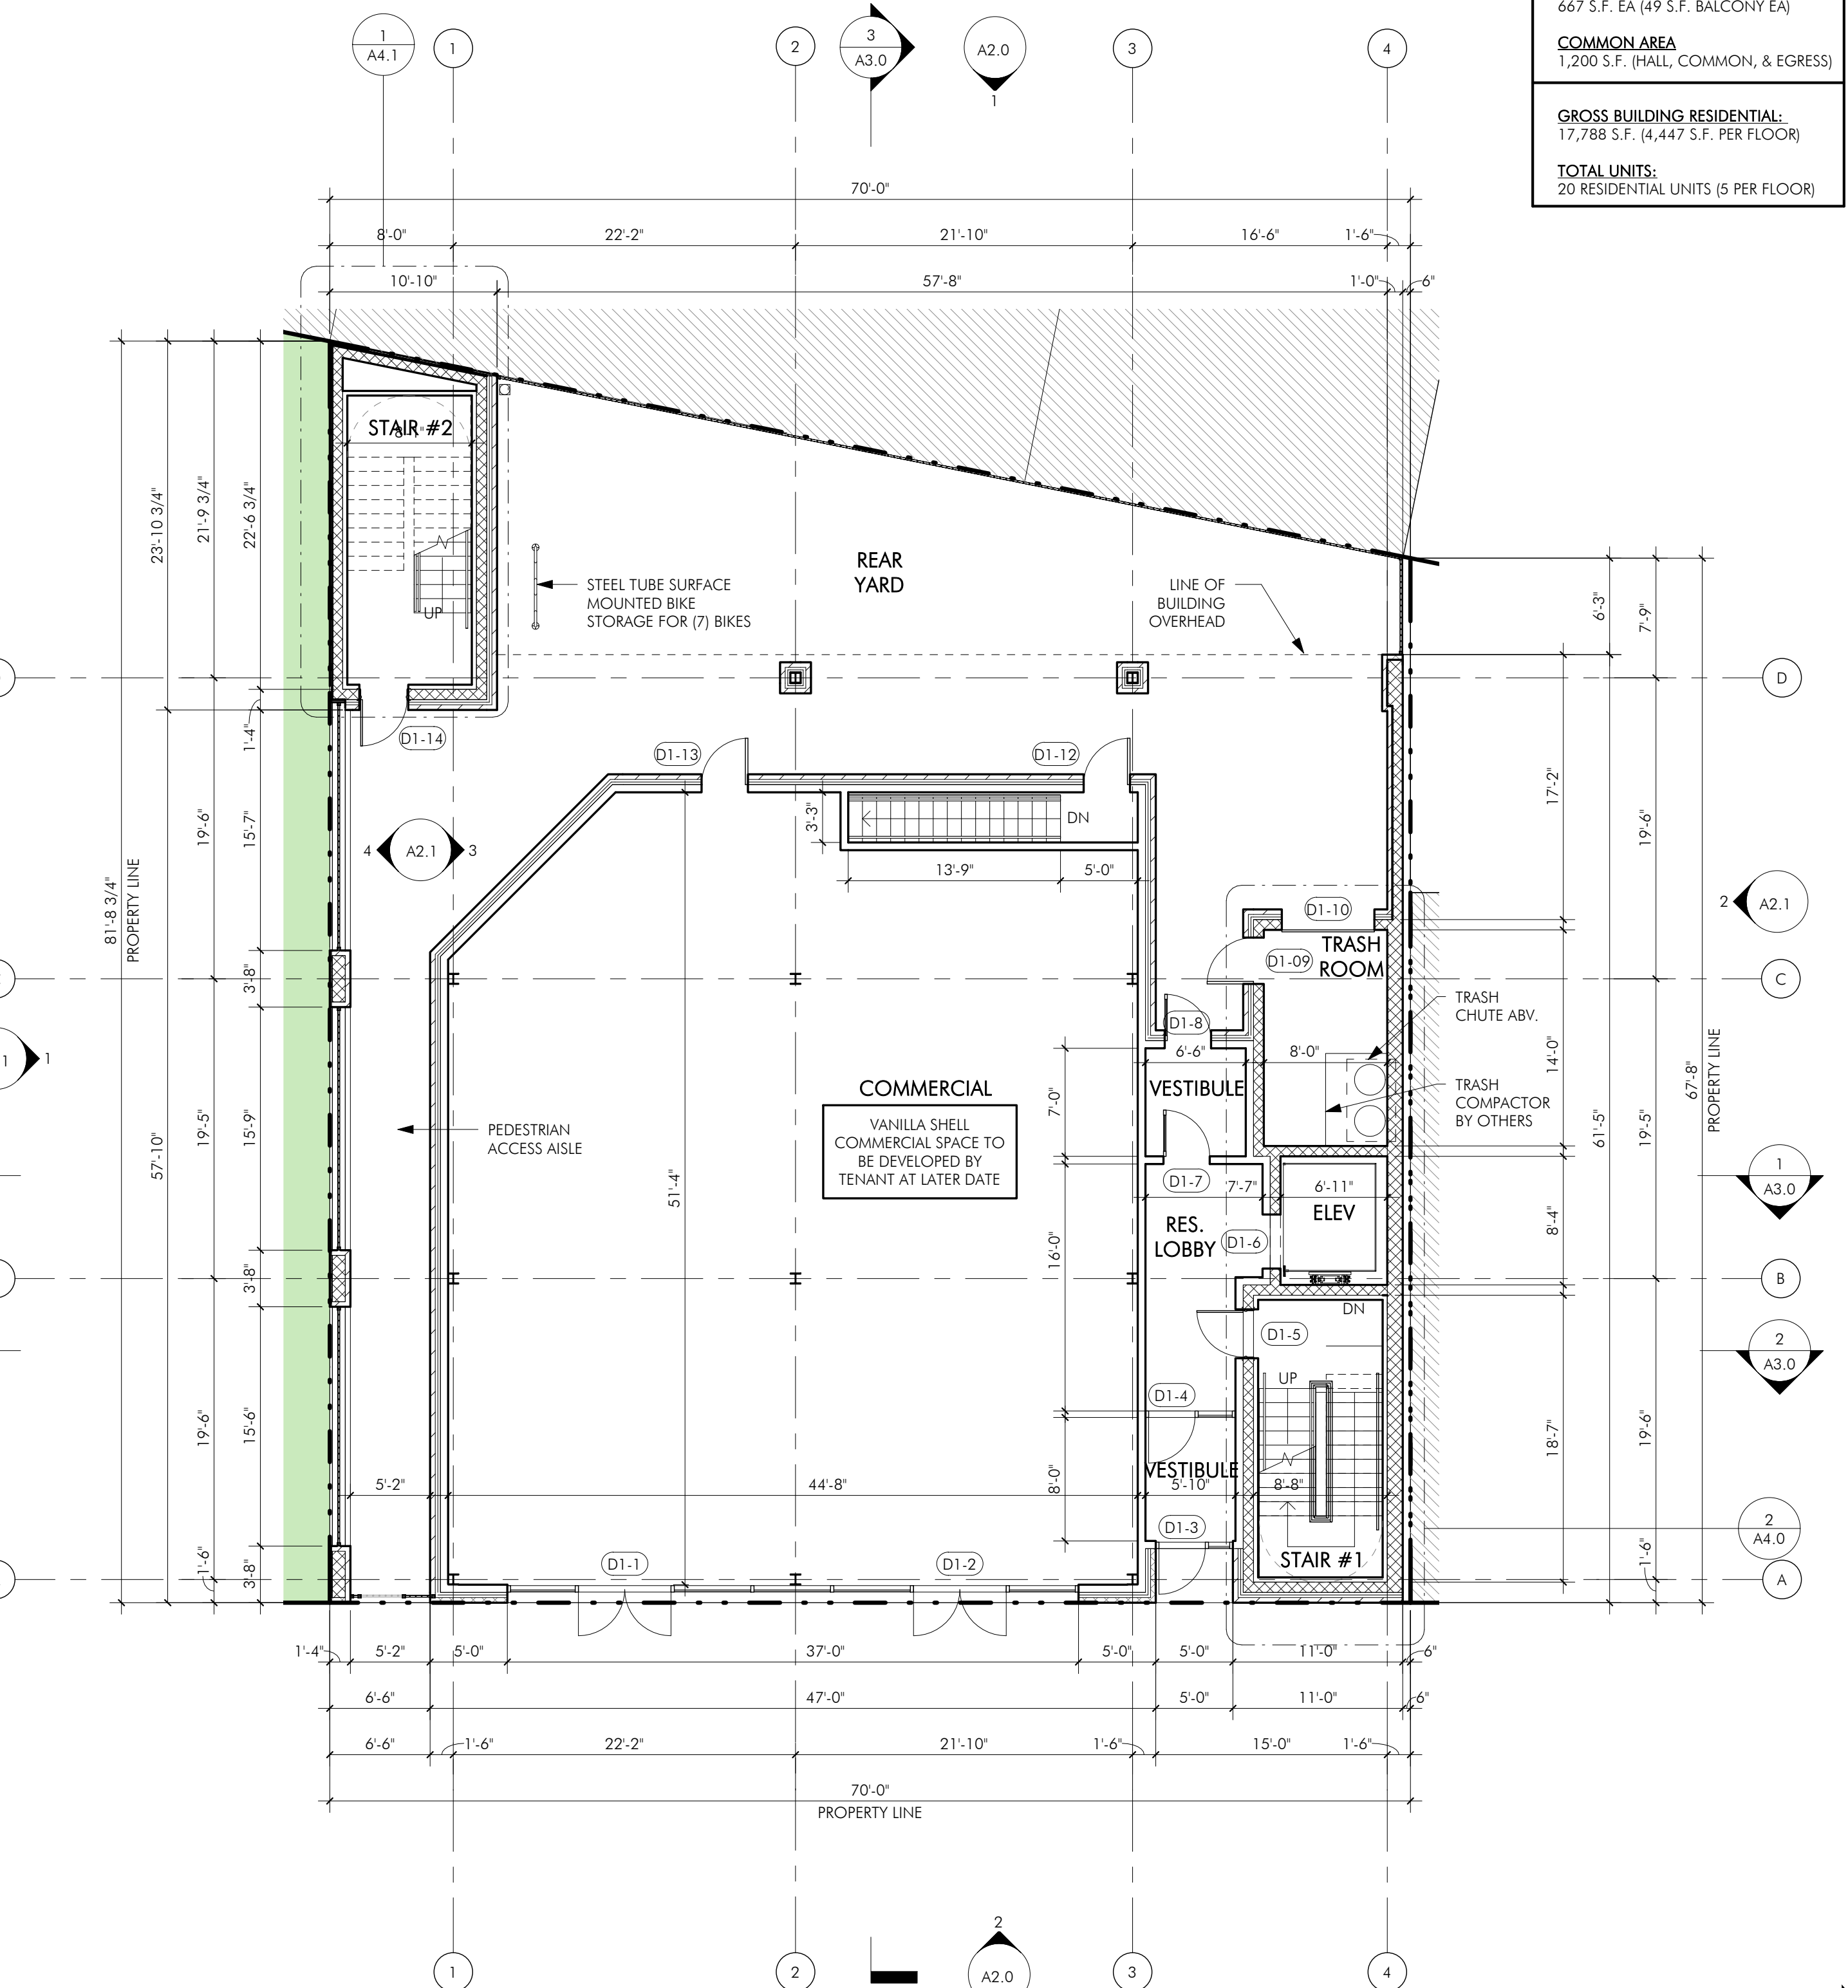 667 S.F. EA (49 S.F. BALCONY EA)
COMMON AREA
1,200 S.F. (HALL, COMMON, & EGRESS)
GROSS BUILDING RESIDENTIAL:
17,788 S.F. (4,447 S.F. PER FLOOR)
TOTAL UNITS:
20 RESIDENTIAL UNITS (5 PER FLOOR)
1
A4.1
1
2
3
A3.0
A2.0
1
3
4
70'-0"
8'-0"
22'-2"
21'-10"
16'-6"
1'-6"
10'-10"
57'-8"
1'-0"
6"
STAIR #2
UP
STEEL TUBE SURFACE
MOUNTED BIKE
STORAGE FOR (7) BIKES
REAR
YARD
LINE OF
BUILDING
OVERHEAD
23'-10 3/4"
21'-9 3/4"
22'-6 3/4"
6'-3"
7'-9"
D
D1-14
D1-13
D1-12
1'-4"
3'-3"
DN
13'-9"
5'-0"
17'-2"
19'-6"
19'-6"
15'-7"
4
A2.1
3
81'-8 3/4"
PROPERTY LINE
2
A2.1
D1-10
TRASH
ROOM
D1-09
C
3'-8"
TRASH
CHUTE ABV.
D1-8
6'-6"
8'-0"
VESTIBULE
14'-0"
67'-8"
PROPERTY LINE
1
1
COMMERCIAL
VANILLA SHELL
COMMERCIAL SPACE TO
BE DEVELOPED BY
TENANT AT LATER DATE
TRASH
COMPACTOR
BY OTHERS
7'-0"
PEDESTRIAN
ACCESS AISLE
57'-10"
19'-5"
15'-9"
51'-4"
61'-5"
19'-5"
D1-7
7'-7"
6'-11"
ELEV
RES.
LOBBY
D1-6
8'-4"
16'-0"
1
A3.0
3'-8"
B
DN
D1-5
2
A3.0
UP
D1-4
19'-6"
15'-6"
18'-7"
19'-6"
VESTIBULE
5'-2"
44'-8"
5'-10"
8'-8"
8'-0"
D1-3
2
A4.0
STAIR #1
D1-1
D1-2
1'-6"
3'-8"
1'-6"
A
1'-4"
5'-2"
5'-0"
37'-0"
5'-0"
5'-0"
11'-0"
6"
6'-6"
47'-0"
5'-0"
11'-0"
6"
6'-6"
1'-6"
22'-2"
21'-10"
1'-6"
15'-0"
1'-6"
70'-0"
PROPERTY LINE
2
A2.0
1
2
3
4